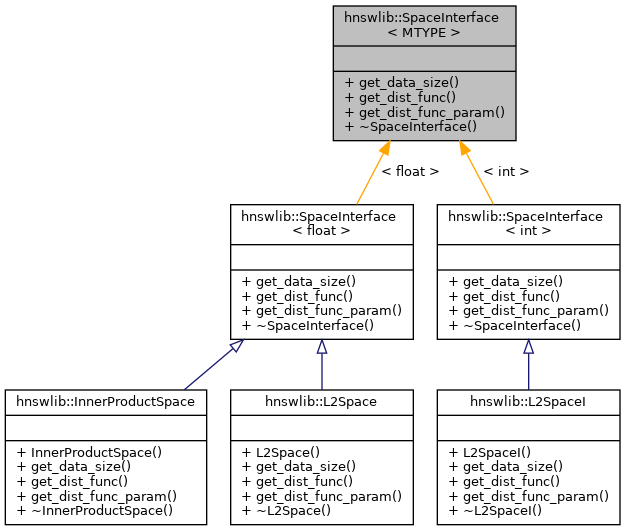 hnswlib::SpaceInterface
< MTYPE >
+ get_data_size()
+ get_dist_func()
+ get_dist_func_param()
+ ~SpaceInterface()
< float >
< int >
hnswlib::SpaceInterface
< float >
+ get_data_size()
+ get_dist_func()
+ get_dist_func_param()
+ ~SpaceInterface()
hnswlib::SpaceInterface
< int >
+ get_data_size()
+ get_dist_func()
+ get_dist_func_param()
+ ~SpaceInterface()
hnswlib::InnerProductSpace
+ InnerProductSpace()
+ get_data_size()
+ get_dist_func()
+ get_dist_func_param()
+ ~InnerProductSpace()
hnswlib::L2Space
+ L2Space()
+ get_data_size()
+ get_dist_func()
+ get_dist_func_param()
+ ~L2Space()
hnswlib::L2SpaceI
+ L2SpaceI()
+ get_data_size()
+ get_dist_func()
+ get_dist_func_param()
+ ~L2SpaceI()